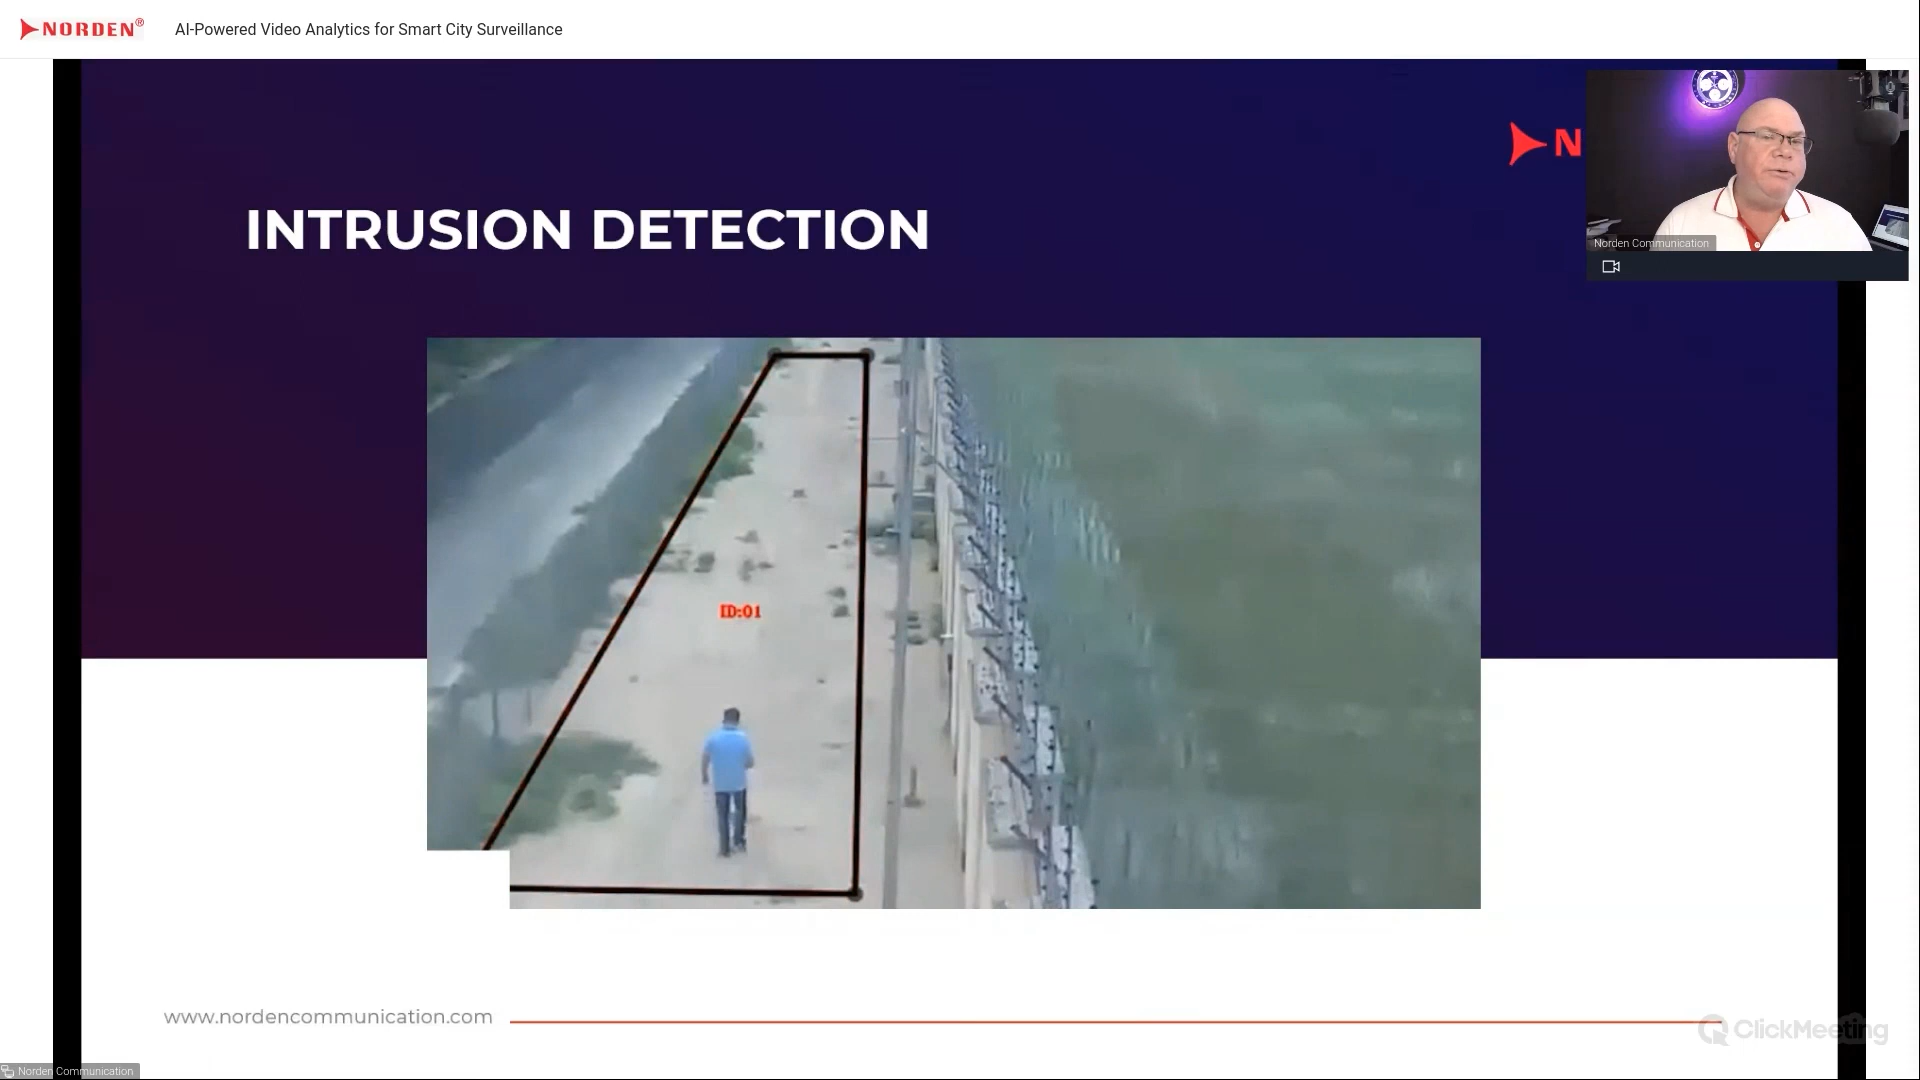 NORDEN®
AI-Powered Video Analytics for Smart City Surveillance
N
INTRUSION DETECTION
Norden Communication
ID:01
www.nordencommunication.com
ClickMeeting
Norden Communication